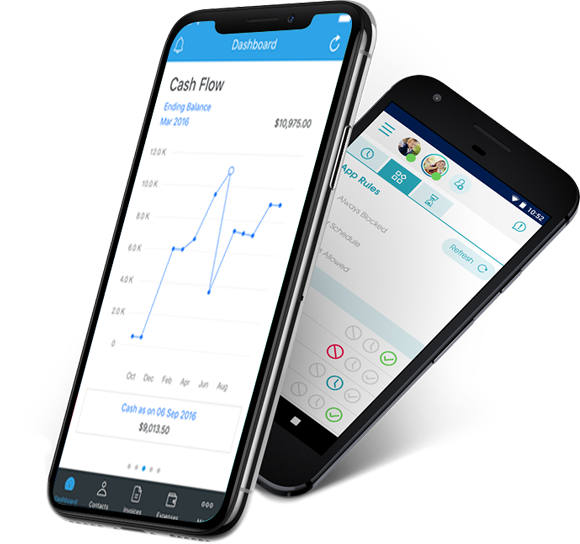 Dashboard
Cash Flow
Ending Balance
Mar 2016
$10,975.00
12.0 K
10.0 K
8.0 K
6.0 K
4.0 K
2.0 K
0
Oct Dec Feb Apr Jun Aug
Cash as on 06 Sep 2016
$9,013.50
Dashboard
Contacts
Invoices
Expenses
10:52
App Rules
Always Blocked
Schedule
Allowed
Refresh